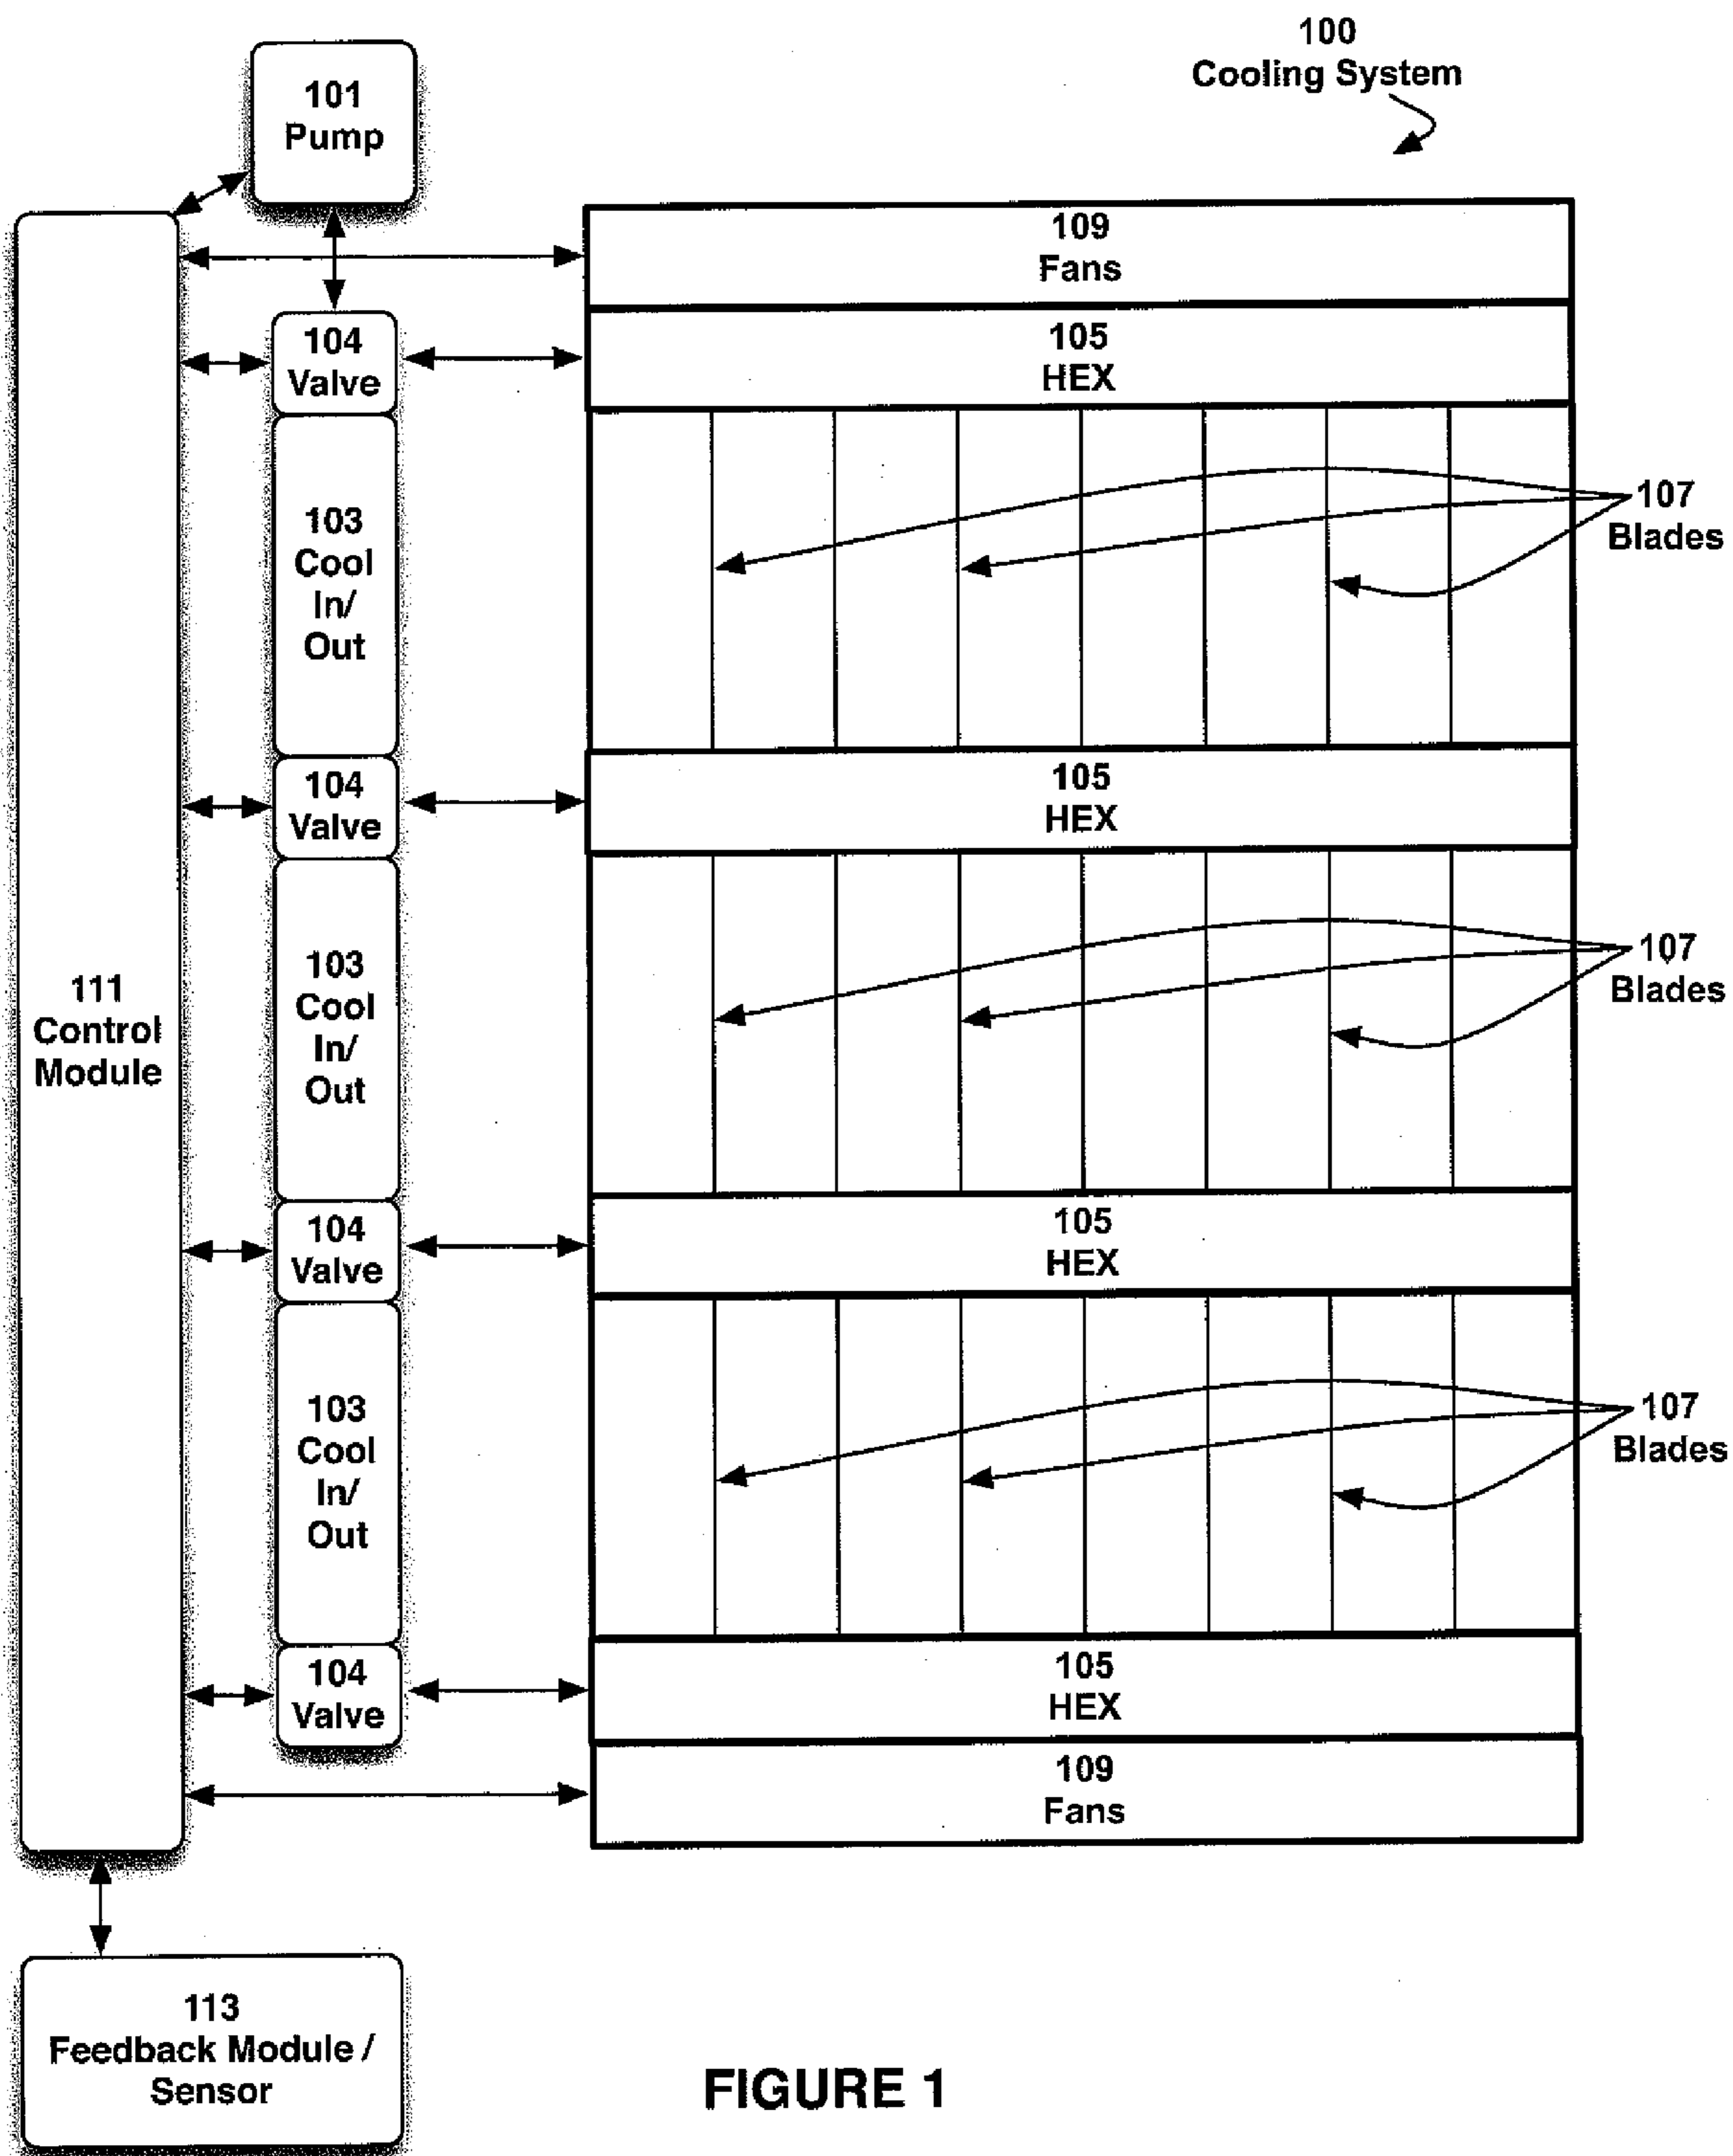 100
Cooling System
101
Pump
109
Fans
104
Valve
105
HEX
103
Cool
In/
Out
107
Blades
104
Valve
105
HEX
111
Control
Module
103
Cool
In/
Out
107
Blades
104
Valve
105
HEX
103
Cool
In/
Out
107
Blades
104
Valve
105
HEX
109
Fans
113
Feedback Module /
Sensor
FIGURE 1